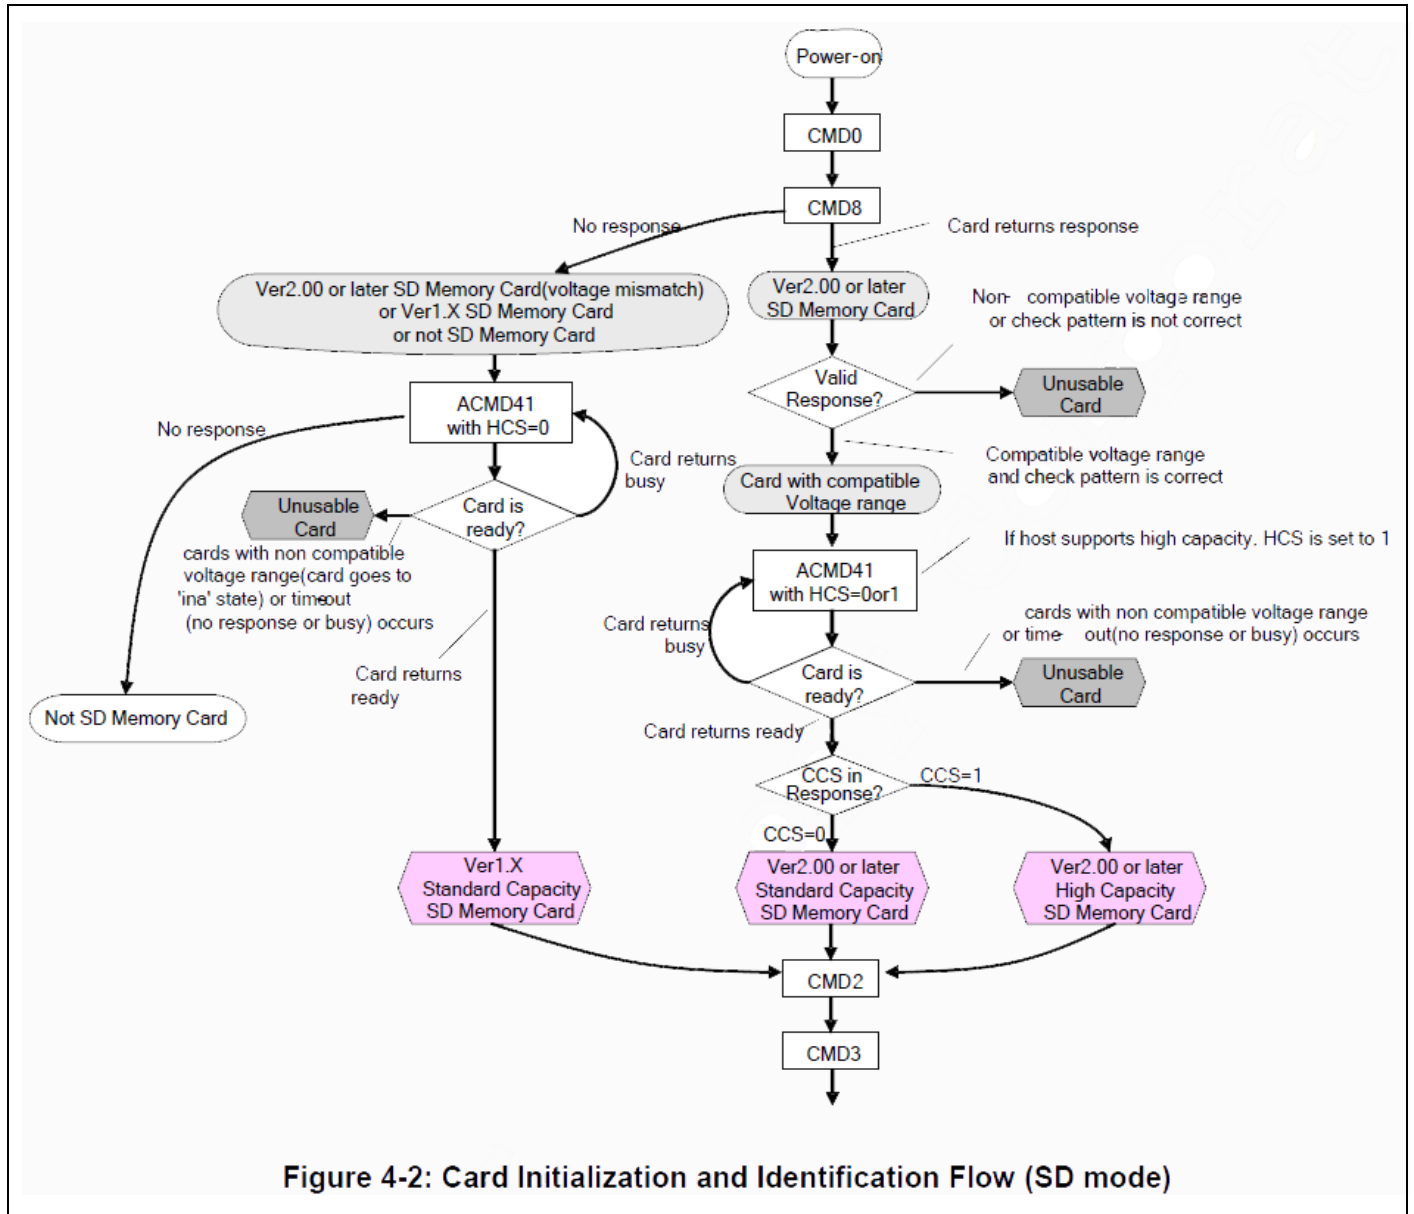 Power-on
CMD0
CMD8
No response
Card returns response
Ver2.00 or later SD Memory Card(voltage mismatch)
or Ver1.X SD Memory Card
or not SD Memory Card
Ver2.00 or later
SD Memory Card
Non- compatible voltage range
or check pattern is not correct
Valid
Response?
Unusable
Card
ACMD41
with HCS=0
No response
Card returns
busy
Compatible voltage range
and check pattern is correct
Card with compatible
Voltage range
Unusable
Card
Card is
ready?
cards with non compatible
voltage range(card goes to
'ina' state) or time-out
(no response or busy) occurs
If host supports high capacity, HCS is set to 1
ACMD41
with HCS=0or1
Card returns
busy
cards with non compatible voltage range
or time- out(no response or busy) occurs
Card returns
ready
Card is
ready?
Unusable
Card
Not SD Memory Card
Card returns ready
CCS in
Response?
CCS=1
CCS=0
Ver1.X
Standard Capacity
SD Memory Card
Ver2.00 or later
Standard Capacity
SD Memory Card
Ver2.00 or later
High Capacity
SD Memory Card
CMD2
CMD3
Figure 4-2: Card Initialization and Identification Flow (SD mode)